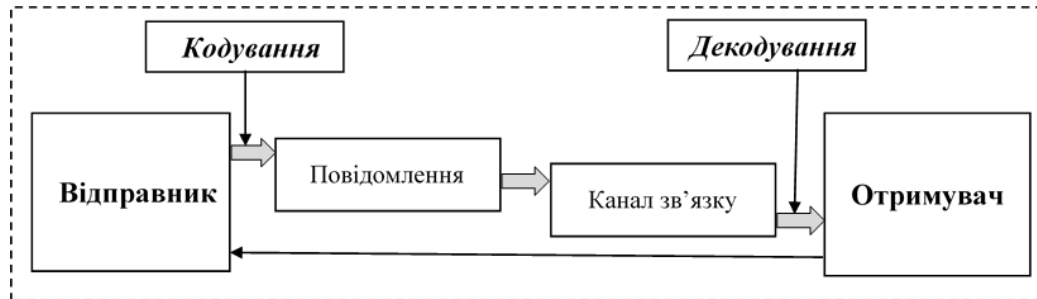 Кодування
Декодування
Відправник
Повідомлення
Канал зв’язку
Отримувач